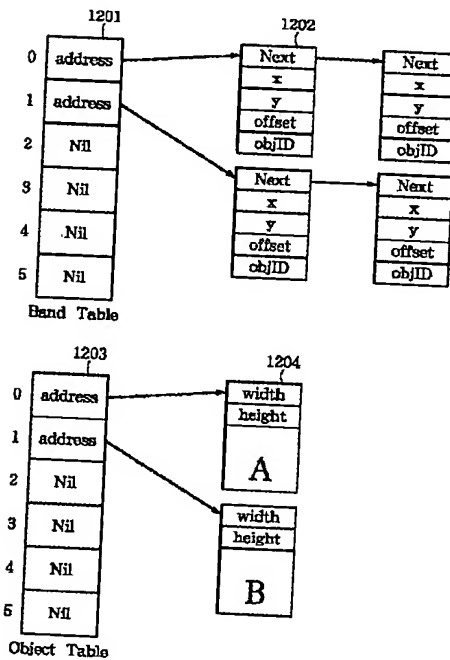 1201
0 address
1 address
2 Nil
3 Nil
4 Nil
5 Nil
Band Table
1202
Next
x
y
offset
objID
Next
x
y
offset
objID
Next
x
y
offset
objID
Next
x
y
offset
objID
1203
0 address
1 address
2 Nil
3 Nil
4 Nil
5 Nil
Object Table
1204
width
height
A
width
height
B